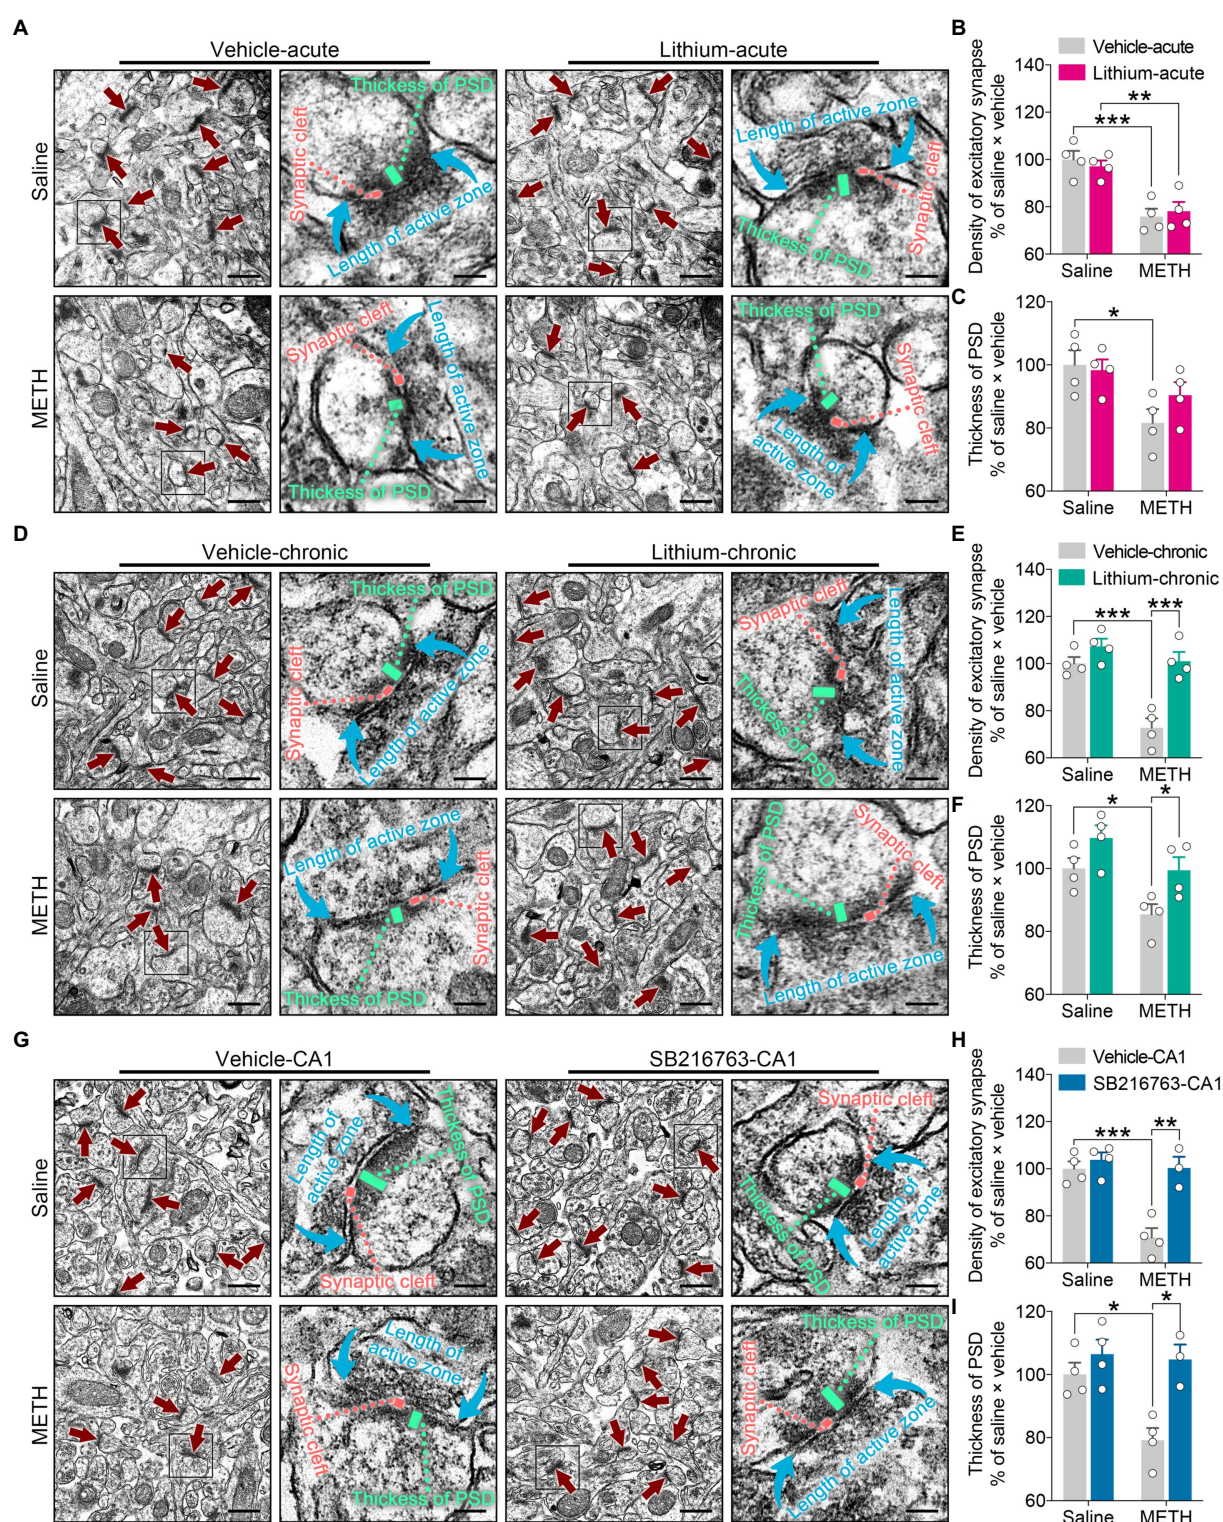 A
Vehicle-acute
Lithium-acute
Saline
METH
Thickess of PSD
Synaptic cleft
Length of active zone
Length of active zone
Synaptic cleft
Thickess of PSD
Synaptic cleft
Length of active zone
Thickess of PSD
Thickess of PSD
Synaptic cleft
Length of
active zone
B
Vehicle-acute
Lithium-acute
Density of excitatory synapse
% of saline × vehicle
140
120
100
80
60
***
**
Saline
METH
C
Thickness of PSD
% of saline × vehicle
120
100
80
60
*
Saline
METH
D
Vehicle-chronic
Lithium-chronic
Saline
METH
Thickess of PSD
Synaptic cleft
Length of active zone
Synaptic cleft
Length of active zone
Thickess of PSD
Length of active zone
Synaptic cleft
Thickess of PSD
Thickess of PSD
Synaptic cleft
Length of active zone
E
Vehicle-chronic
Lithium-chronic
Density of excitatory synapse
% of saline × vehicle
140
120
100
80
60
***
***
Saline
METH
F
Thickness of PSD
% of saline × vehicle
120
100
80
60
*
*
Saline
METH
G
Vehicle-CA1
SB216763-CA1
Saline
METH
Length of
active zone
Thickess of PSD
Synaptic cleft
Synaptic cleft
Thickess of PSD
Length of
active zone
Length of
active zone
Synaptic cleft
Thickess of PSD
Thickess of PSD
Synaptic cleft
Length of active zone
H
Vehicle-CA1
SB216763-CA1
Density of excitatory synapse
% of saline × vehicle
140
120
100
80
60
***
**
Saline
METH
I
Thickness of PSD
% of saline × vehicle
120
100
80
60
*
*
Saline
METH